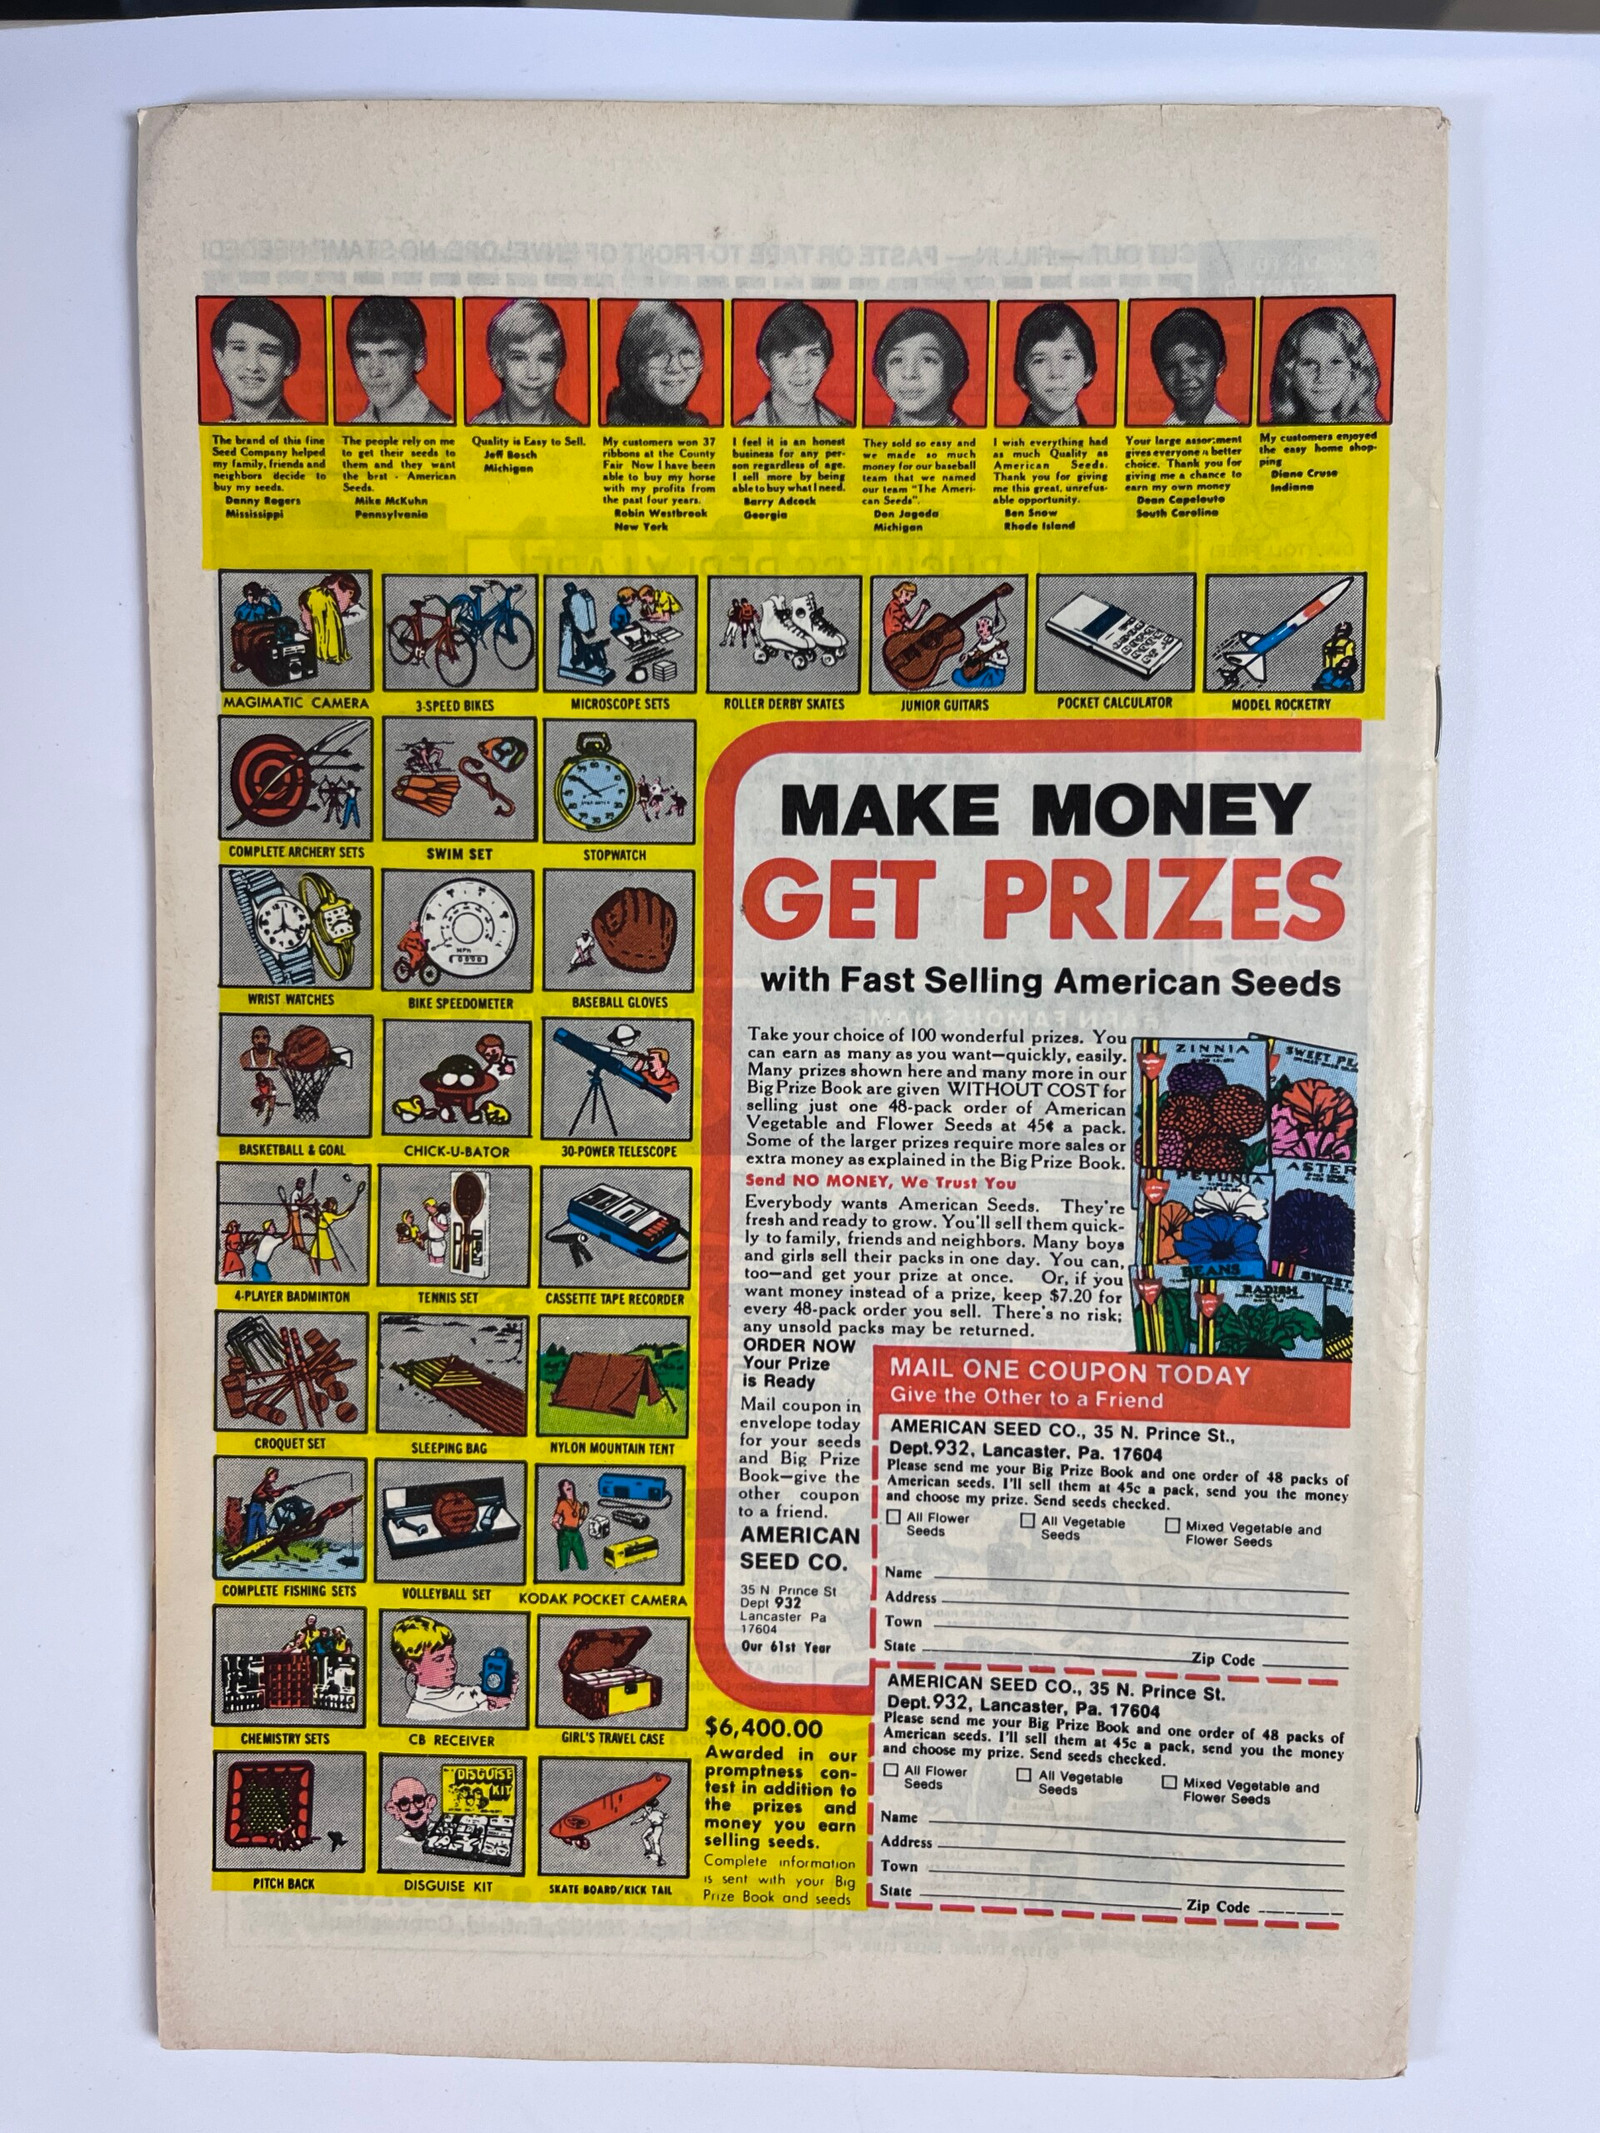 The brand of this fine
Seed Company helped
my family, friends and
neighbors decide to
buy my seeds.
Danny Rogers
Mississippi
The people rely on me
to get their seeds to
them and they want
the brst - American
Seeds.
Mike McKuhn
Pennsylvania
Quality is Easy to Sell.
Jeff Bosch
Michigan
My customers won 37
ribbons at the County
Fair Now I have been
able to buy my horse
with my profits from
the past four years.
Robin Westbrook
New York
I feel it is an honest
business for any per-
son regardless of age.
I sell more by being
able to buy what I need.
Barry Adcock
Georgia
They sold so easy and
we made so much
money for our baseball
team that we named
our team "The Ameri-
can Seeds".
Don Jagoda
Michigan
I wish everything had
as much Quality as
American Seeds.
Thank you for giving
me this great, unrefus-
able opportunity.
Ben Snow
Rhode Island
Your large assortment
gives everyone a better
choice. Thank you for
giving me a chance to
earn my own money
Dean Capelouto
South Carolina
My customers enjoyed
the easy home shop-
ping
Diane Cruse
Indiana
MAGIMATIC CAMERA
3-SPEED BIKES
MICROSCOPE SETS
ROLLER DERBY SKATES
JUNIOR GUITARS
POCKET CALCULATOR
MODEL ROCKETRY
COMPLETE ARCHERY SETS
SWIM SET
STOPWATCH
WRIST WATCHES
MPH
BIKE SPEEDOMETER
BASEBALL GLOVES
BASKETBALL & GOAL
CHICK-U-BATOR
30-POWER TELESCOPE
4-PLAYER BADMINTON
TENNIS SET
CASSETTE TAPE RECORDER
CROQUET SET
SLEEPING BAG
NYLON MOUNTAIN TENT
COMPLETE FISHING SETS
VOLLEYBALL SET
KODAK POCKET CAMERA
CHEMISTRY SETS
CB RECEIVER
GIRL'S TRAVEL CASE
PITCH BACK
DISGUISE
KIT
DISGUISE KIT
SKATE BOARD/KICK TAIL
MAKE MONEY
GET PRIZES
with Fast Selling American Seeds
Take your choice of 100 wonderful prizes. You
can earn as many as you want—quickly, easily.
Many prizes shown here and many more in our
Big Prize Book are given WITHOUT COST for
selling just one 48-pack order of American
Vegetable and Flower Seeds at 45¢ a pack.
Some of the larger prizes require more sales or
extra money as explained in the Big Prize Book.
Send NO MONEY, We Trust You
Everybody wants American Seeds. They're
fresh and ready to grow. You'll sell them quick-
ly to family, friends and neighbors. Many boys
and girls sell their packs in one day. You can,
too—and get your prize at once. Or, if you
want money instead of a prize, keep $7.20 for
every 48-pack order you sell. There's no risk;
any unsold packs may be returned.
ZINNIA
SWEET PE
PETUNIA
ASTER
BEANS
SWEET
RADISH
ORDER NOW
Your Prize
is Ready
Mail coupon in
envelope today
for your seeds
and Big Prize
Book—give the
other coupon
to a friend.
AMERICAN
SEED CO.
35 N Prince St
Dept 932
Lancaster Pa
17604
Our 61st Year
$6,400.00
Awarded in our
promptness con-
test in addition to
the prizes and
money you earn
selling seeds.
Complete information
is sent with your Big
Prize Book and seeds
MAIL ONE COUPON TODAY
Give the Other to a Friend
AMERICAN SEED CO., 35 N. Prince St.,
Dept.932, Lancaster, Pa. 17604
Please send me your Big Prize Book and one order of 48 packs of
American seeds. I'll sell them at 45c a pack, send you the money
and choose my prize. Send seeds checked.
All Flower
Seeds
All Vegetable
Seeds
Mixed Vegetable and
Flower Seeds
Name
Address
Town
State Zip Code
AMERICAN SEED CO., 35 N. Prince St.
Dept.932, Lancaster, Pa. 17604
Please send me your Big Prize Book and one order of 48 packs of
American seeds. I'll sell them at 45c a pack, send you the money
and choose my prize. Send seeds checked.
All Flower
Seeds
All Vegetable
Seeds
Mixed Vegetable and
Flower Seeds
Name
Address
Town
State Zip Code